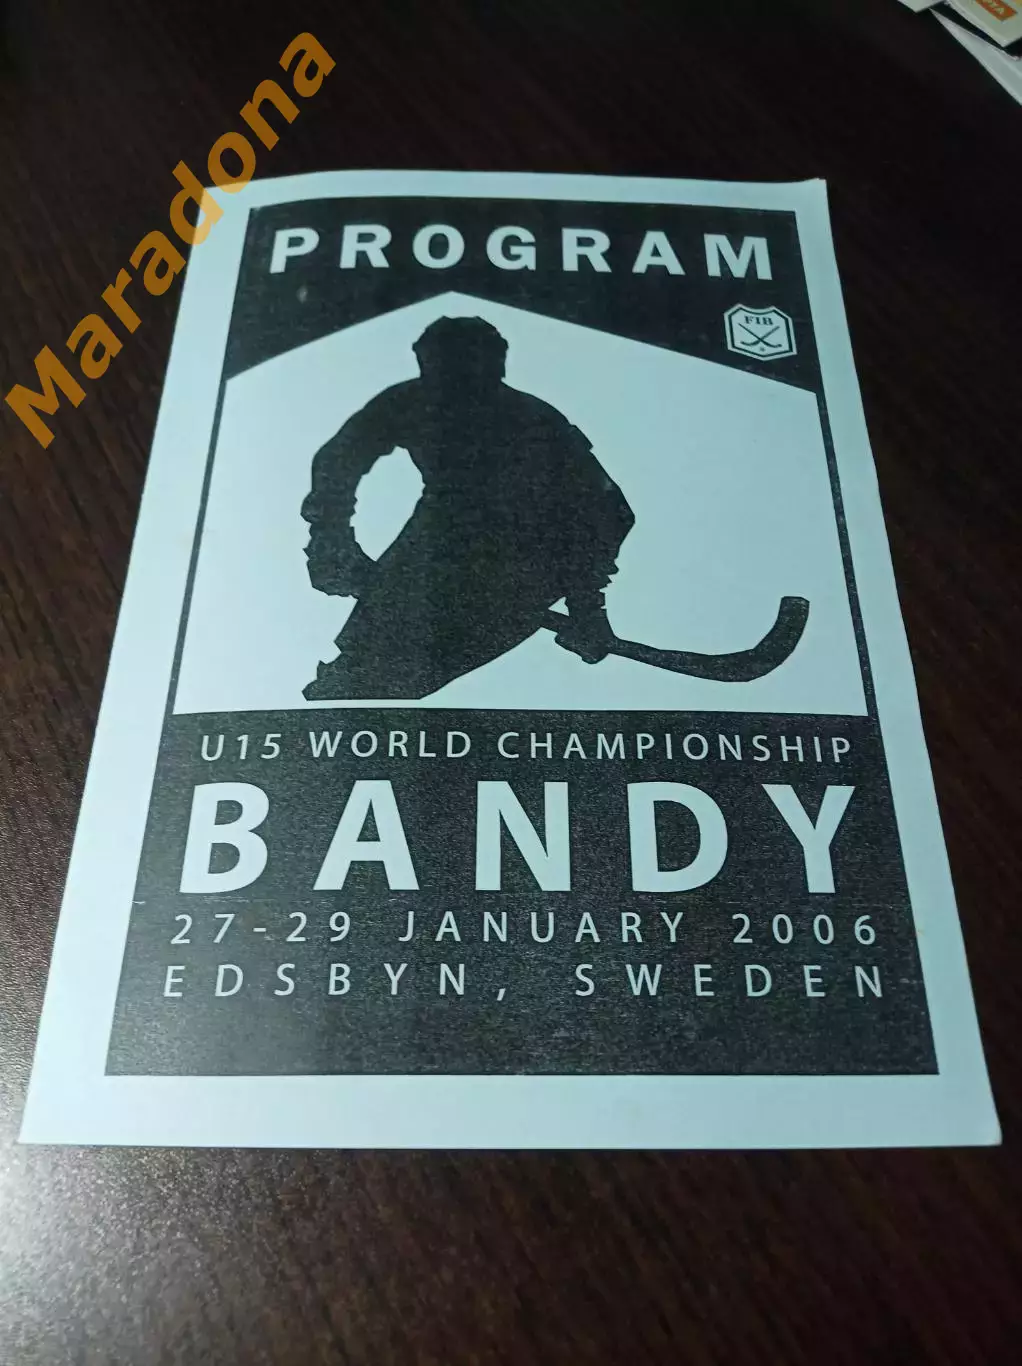 Maradona
PROGRAM
FIB
U15 WORLD CHAMPIONSHIP
BANDY
27-29 JANUARY 2006
EDSBYN, SWEDEN